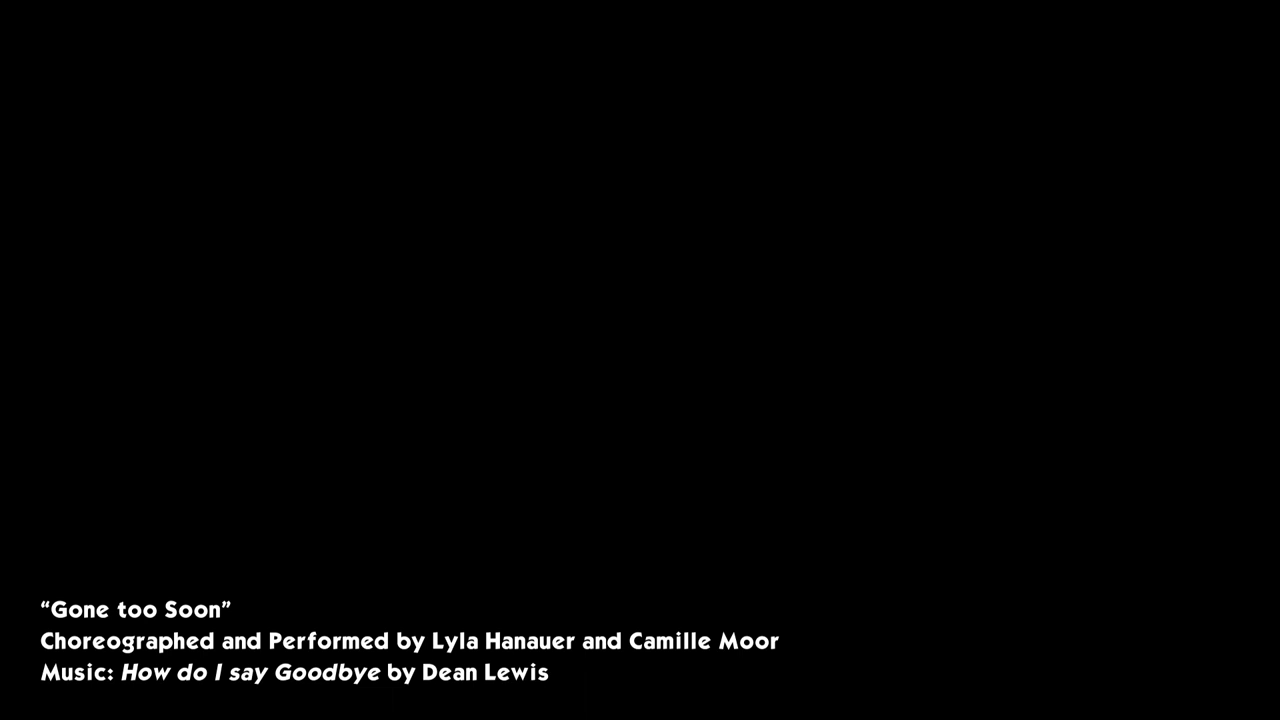 “Gone too Soon”
Choreographed and Performed by Lyla Hanauer and Camille Moor
Music: How do I say Goodbye by Dean Lewis